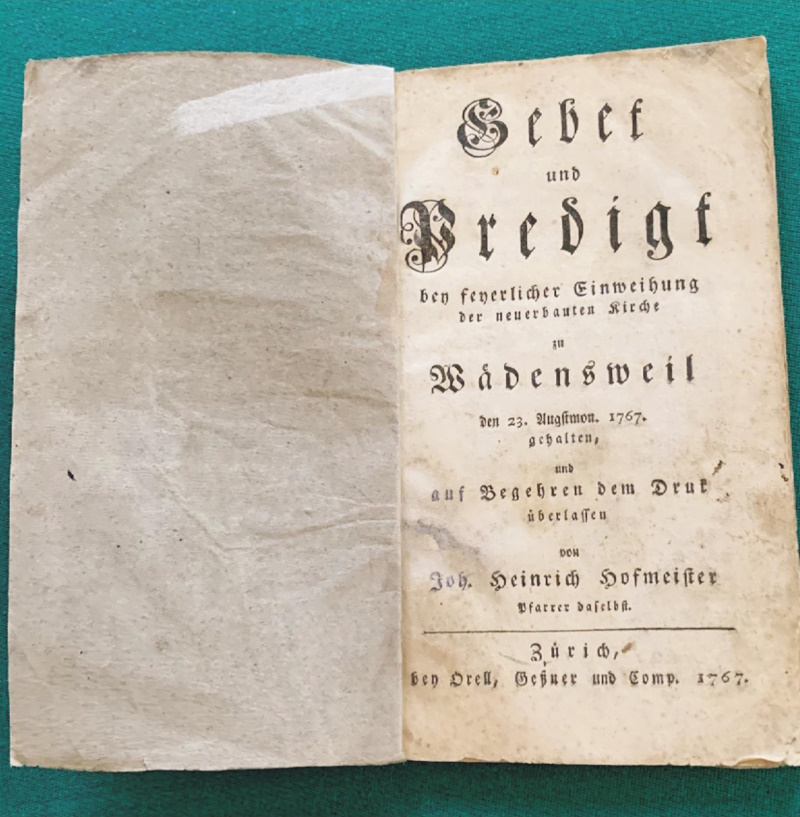 Gebet
und
Predigt
bey feyerlicher Einweihung
der neuerbauten Kirche
zu
Wädensweil
den 23. Augstmon. 1767.
gehalten,
und
auf Begehren dem Druk
überlassen
von
Joh. Heinrich Hofmeister
Pfarrer daselbst.
Zürich,
bey Orell, Geßner und Comp. 1767.